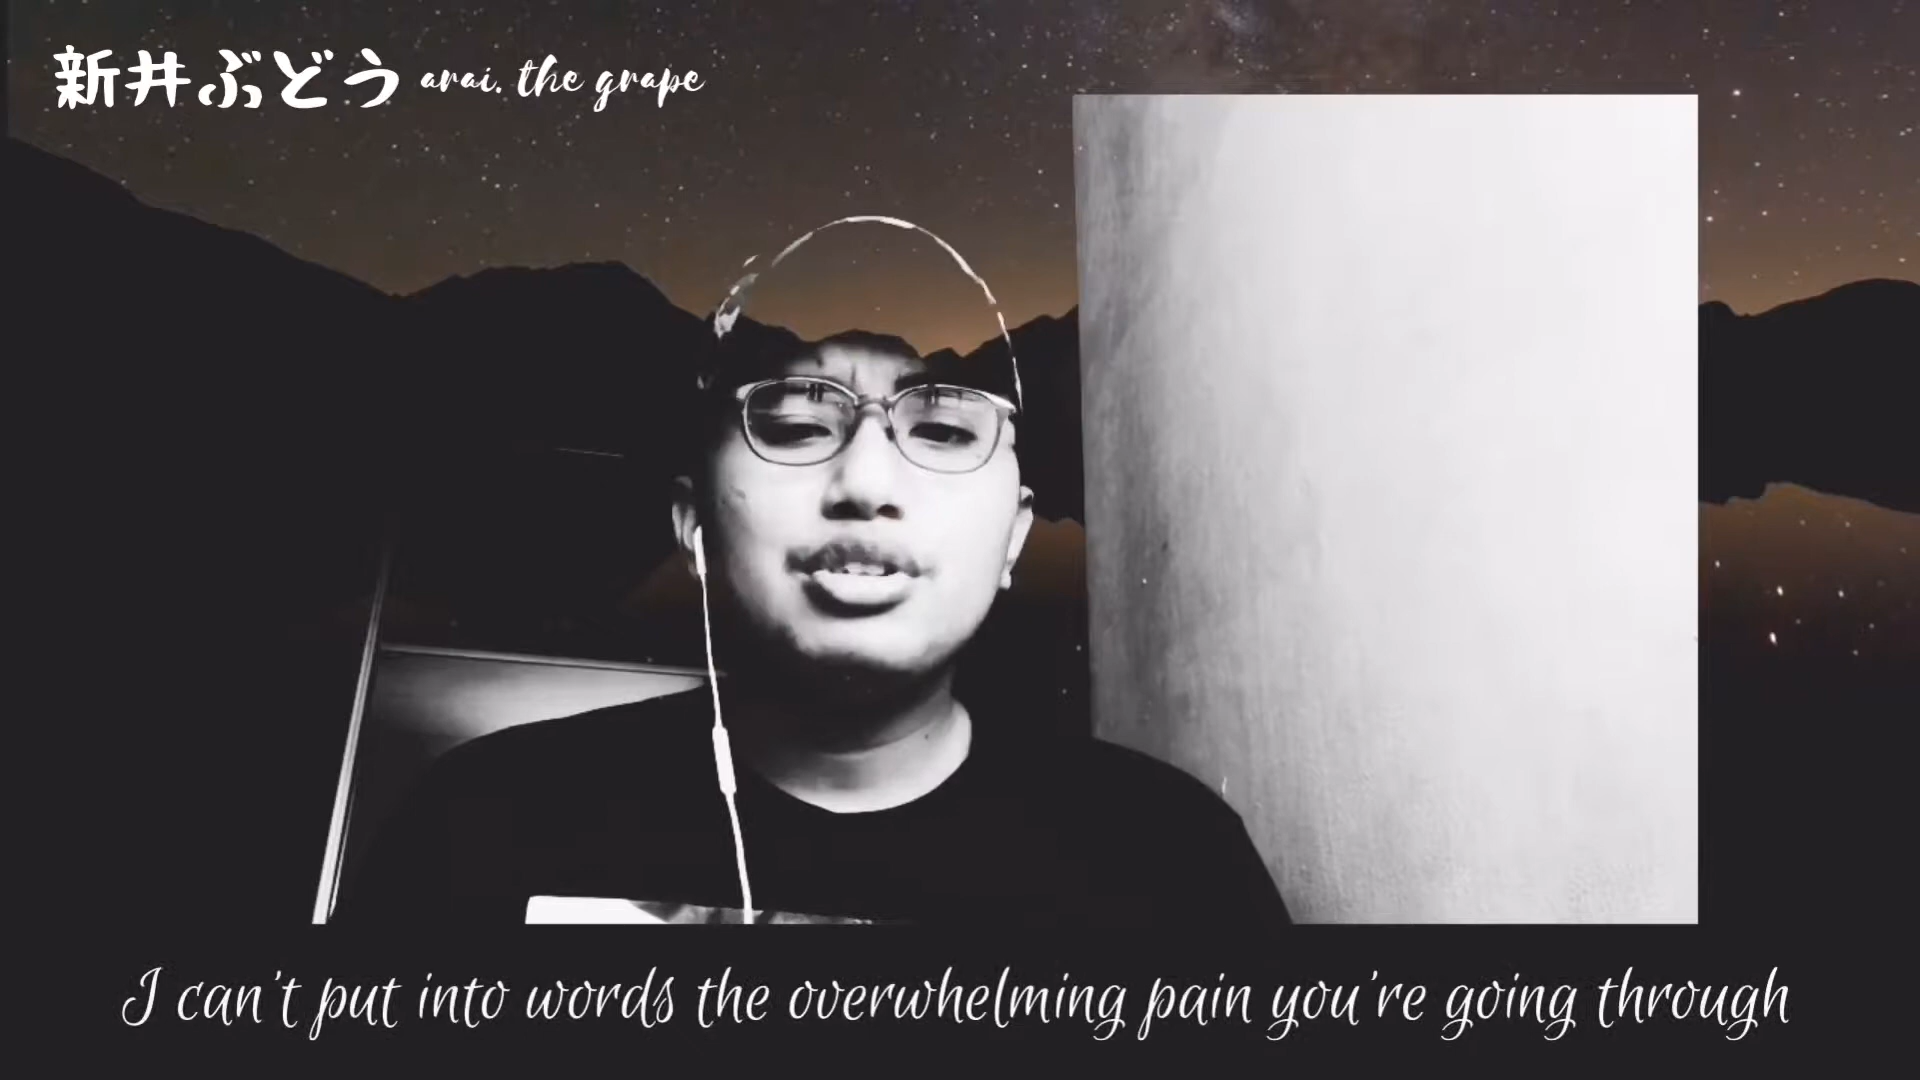 新井ぶどう arai. the grape
I can't put into words the overwhelming pain you're going through